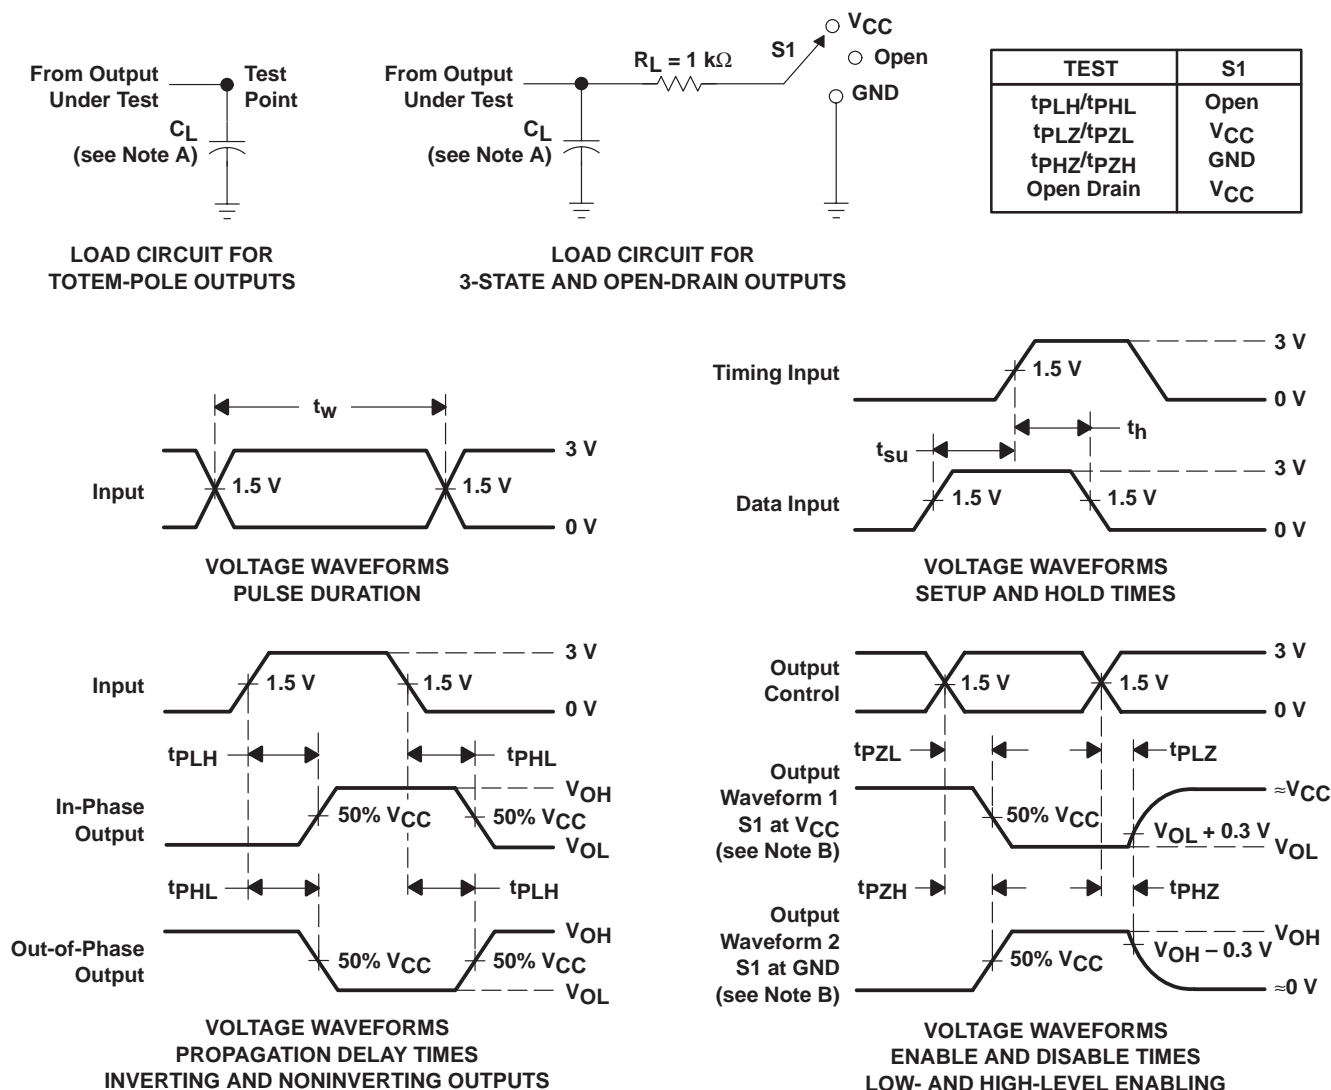 From Output
Under Test
Test
Point
CL
(see Note A)
LOAD CIRCUIT FOR
TOTEM-POLE OUTPUTS
From Output
Under Test
RL = 1 kΩ
S1
VCC
Open
GND
CL
(see Note A)
LOAD CIRCUIT FOR
3-STATE AND OPEN-DRAIN OUTPUTS
TEST S1
tPLH/tPHL Open
tPLZ/tPZL VCC
tPHZ/tPZH GND
Open Drain VCC
tw
Input
1.5 V
1.5 V
3 V
0 V
VOLTAGE WAVEFORMS
PULSE DURATION
Timing Input
1.5 V
3 V
0 V
tsu
th
Data Input
1.5 V
1.5 V
3 V
0 V
VOLTAGE WAVEFORMS
SETUP AND HOLD TIMES
Input
1.5 V
1.5 V
3 V
0 V
tPLH
tPHL
In-Phase
Output
50% VCC
50% VCC
VOH
VOL
tPHL
tPLH
Out-of-Phase
Output
50% VCC
50% VCC
VOH
VOL
VOLTAGE WAVEFORMS
PROPAGATION DELAY TIMES
INVERTING AND NONINVERTING OUTPUTS
Output
Control
1.5 V
1.5 V
3 V
0 V
tPZL
tPLZ
Output
Waveform 1
S1 at VCC
(see Note B)
50% VCC
VOL + 0.3 V
≈VCC
VOL
tPZH
tPHZ
Output
Waveform 2
S1 at GND
(see Note B)
50% VCC
VOH − 0.3 V
VOH
≈0 V
VOLTAGE WAVEFORMS
ENABLE AND DISABLE TIMES
LOW- AND HIGH-LEVEL ENABLING